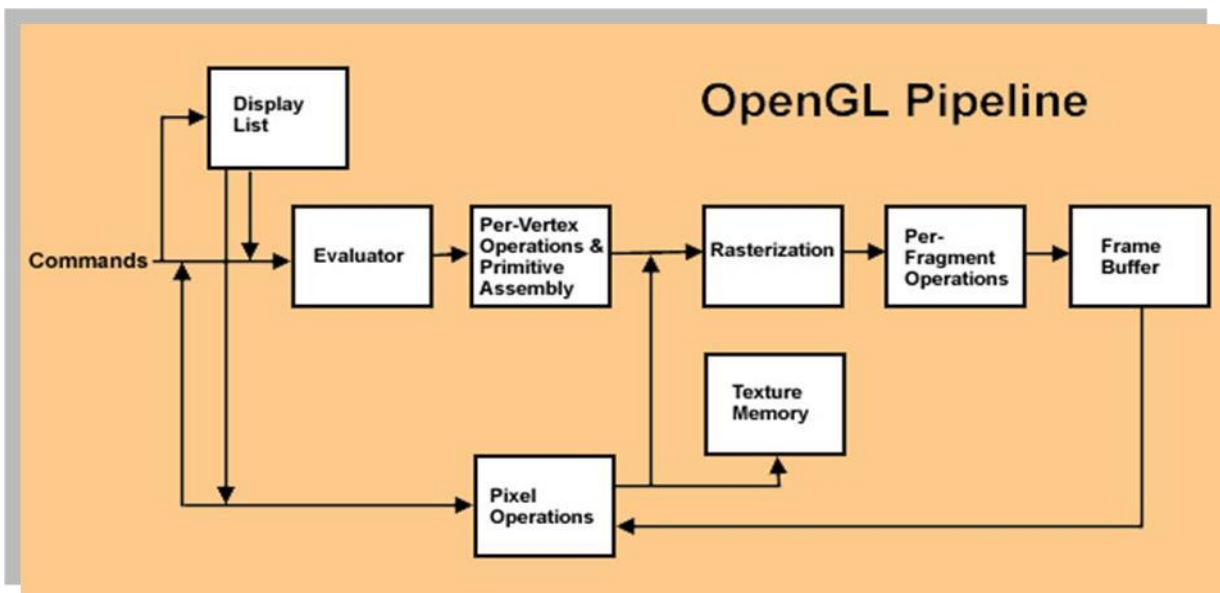 OpenGL Pipeline
Display
List
Commands
Evaluator
Per-Vertex
Operations &
Primitive
Assembly
Rasterization
Per-
Fragment
Operations
Frame
Buffer
Texture
Memory
Pixel
Operations